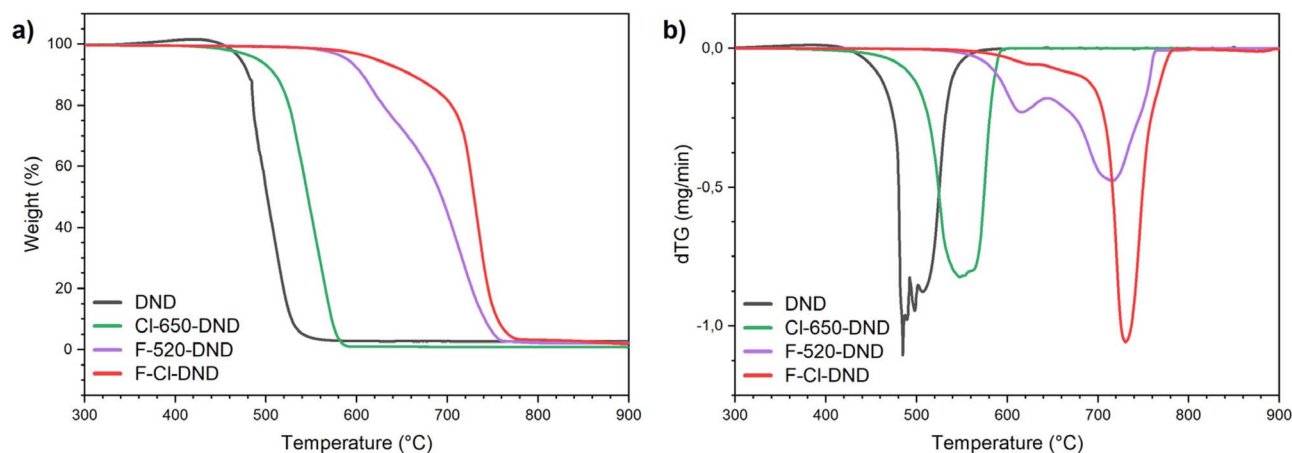 a)
Weight (%)
100
80
60
40
20
0
DND
Cl-650-DND
F-520-DND
F-Cl-DND
300 400 500 600 700 800 900
Temperature (°C)
b)
dTG (mg/min)
0,0
-0,5
-1,0
DND
Cl-650-DND
F-520-DND
F-Cl-DND
300 400 500 600 700 800 900
Temperature (°C)